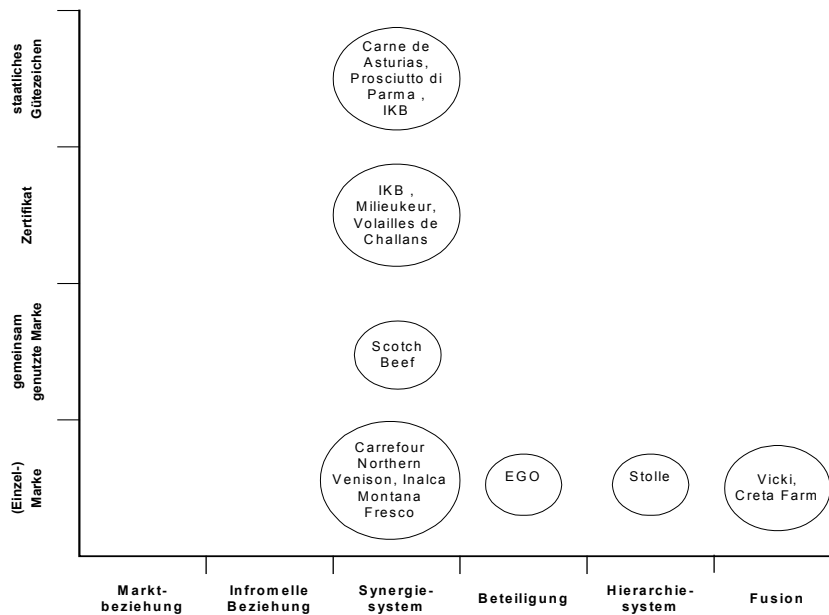 staatliches
Gütezeichen
Carne de
Asturias,
Prosciutto di
Parma ,
IKB
Zertifikat
IKB ,
Milieukeur,
Volailles de
Challans
gemeinsam
genutzte Marke
Scotch
Beef
(Einzel-)
Marke
Carrefour
Northern
Venison, Inalca
Montana
Fresco
EGO
Stolle
Vicki,
Creta Farm
Markt-
beziehung
Infromelle
Beziehung
Synergie-
system
Beteiligung
Hierarchie-
system
Fusion